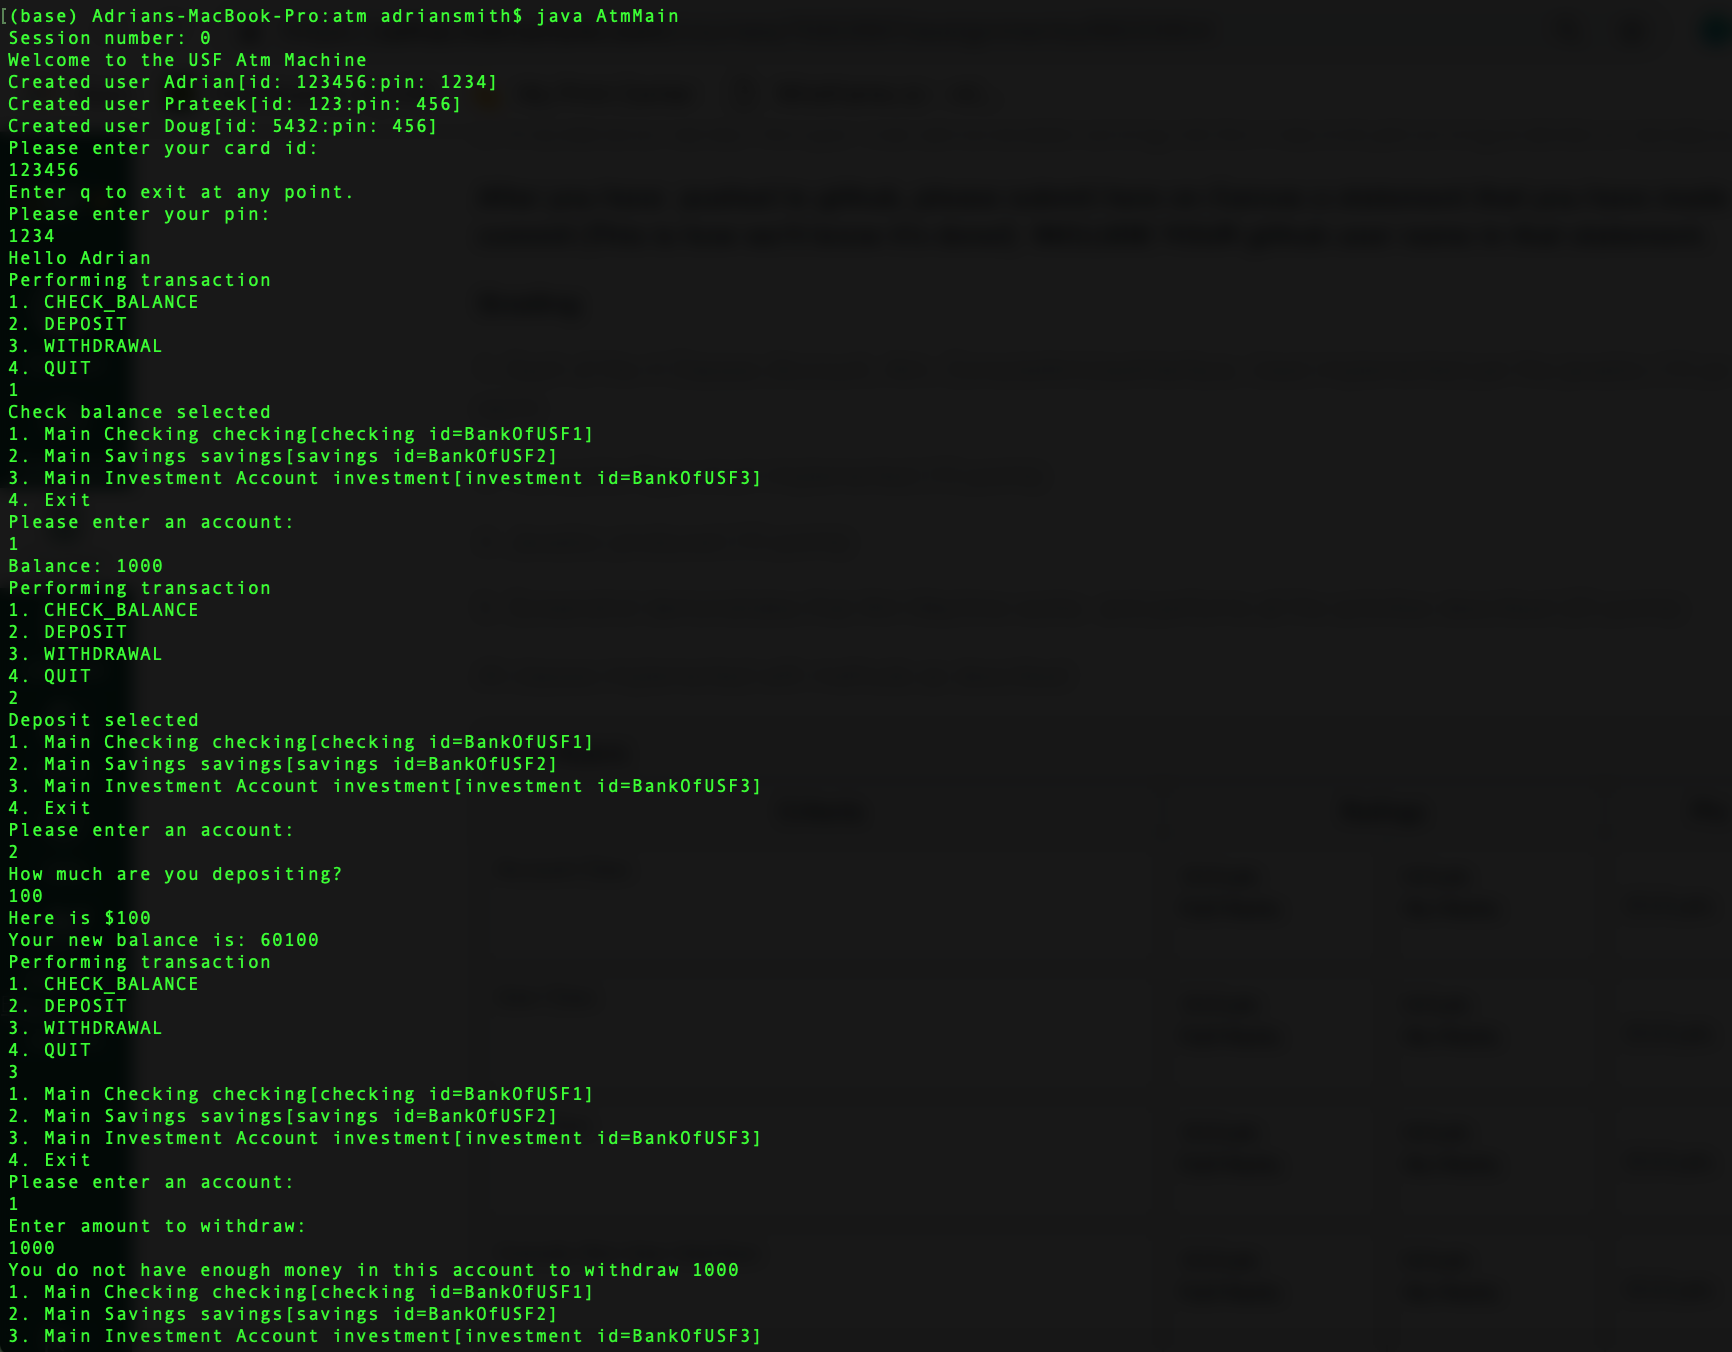 [(base) Adrians-MacBook-Pro:atm adriansmith$ java AtmMain
Session number: 0
Welcome to the USF Atm Machine
Created user Adrian[id: 123456:pin: 1234]
Created user Prateek[id: 123:pin: 456]
Created user Doug[id: 5432:pin: 456]
Please enter your card id:
123456
Enter q to exit at any point.
Please enter your pin:
1234
Hello Adrian
Performing transaction
1. CHECK_BALANCE
2. DEPOSIT
3. WITHDRAWAL
4. QUIT
1
Check balance selected
1. Main Checking checking[checking id=BankOfUSF1]
2. Main Savings savings[savings id=BankOfUSF2]
3. Main Investment Account investment[investment id=BankOfUSF3]
4. Exit
Please enter an account:
1
Balance: 1000
Performing transaction
1. CHECK_BALANCE
2. DEPOSIT
3. WITHDRAWAL
4. QUIT
2
Deposit selected
1. Main Checking checking[checking id=BankOfUSF1]
2. Main Savings savings[savings id=BankOfUSF2]
3. Main Investment Account investment[investment id=BankOfUSF3]
4. Exit
Please enter an account:
2
How much are you depositing?
100
Here is $100
Your new balance is: 60100
Performing transaction
1. CHECK_BALANCE
2. DEPOSIT
3. WITHDRAWAL
4. QUIT
3
1. Main Checking checking[checking id=BankOfUSF1]
2. Main Savings savings[savings id=BankOfUSF2]
3. Main Investment Account investment[investment id=BankOfUSF3]
4. Exit
Please enter an account:
1
Enter amount to withdraw:
1000
You do not have enough money in this account to withdraw 1000
1. Main Checking checking[checking id=BankOfUSF1]
2. Main Savings savings[savings id=BankOfUSF2]
3. Main Investment Account investment[investment id=BankOfUSF3]